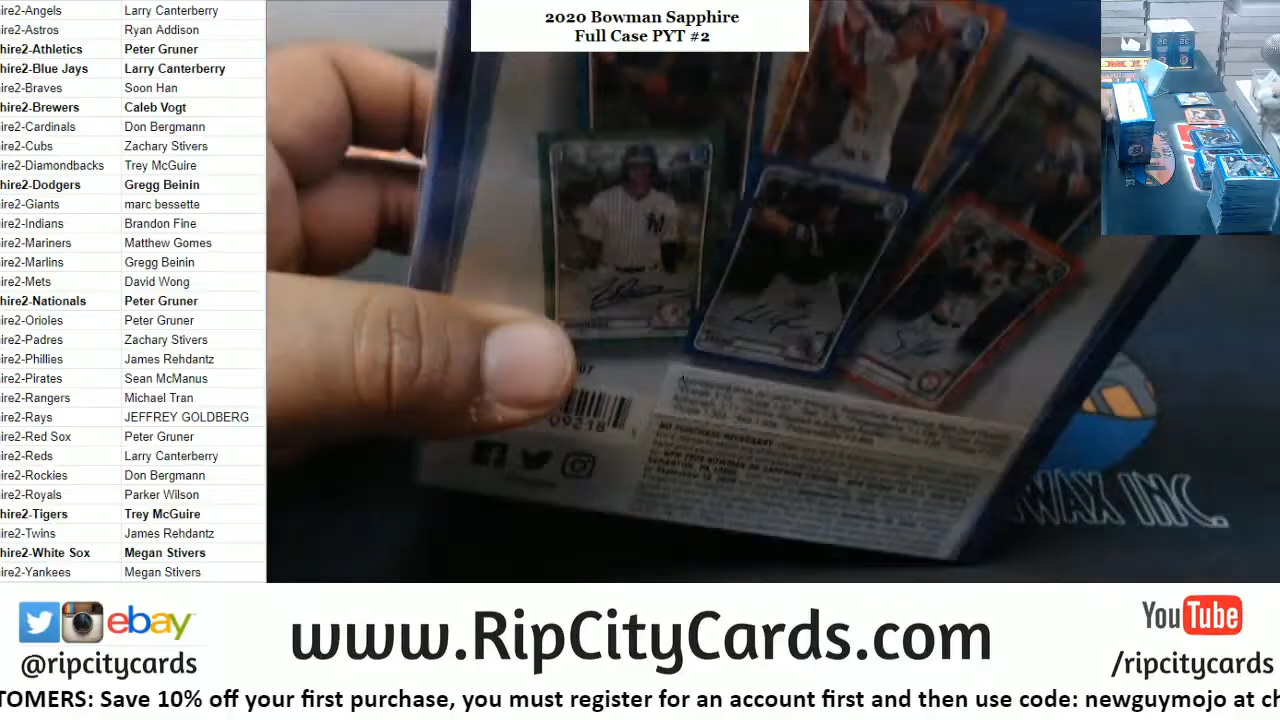 2020 Bowman Sapphire
Full Case PYT #2
ire2-Angels Larry Canterberry
ire2-Astros Ryan Addison
hire2-Athletics Peter Gruner
hire2-Blue Jays Larry Canterberry
ire2-Braves Soon Han
hire2-Brewers Caleb Vogt
ire2-Cardinals Don Bergmann
ire2-Cubs Zachary Stivers
ire2-Diamondbacks Trey McGuire
hire2-Dodgers Gregg Beinin
ire2-Giants marc bessette
ire2-Indians Brandon Fine
ire2-Mariners Matthew Gomes
ire2-Marlins Gregg Beinin
ire2-Mets David Wong
hire2-Nationals Peter Gruner
ire2-Orioles Peter Gruner
ire2-Padres Zachary Stivers
ire2-Phillies James Rehdantz
ire2-Pirates Sean McManus
ire2-Rangers Michael Tran
ire2-Rays JEFFREY GOLDBERG
ire2-Red Sox Peter Gruner
ire2-Reds Larry Canterberry
ire2-Rockies Don Bergmann
ire2-Royals Parker Wilson
hire2-Tigers Trey McGuire
ire2-Twins James Rehdantz
hire2-White Sox Megan Stivers
ire2-Yankees Megan Stivers
09218
NO PURCHASE NECESSARY
WAX INC.
ebay
@ripcitycards
www.RipCityCards.com
YouTube
/ripcitycards
TOMERS: Save 10% off your first purchase, you must register for an account first and then use code: newguymojo at ch